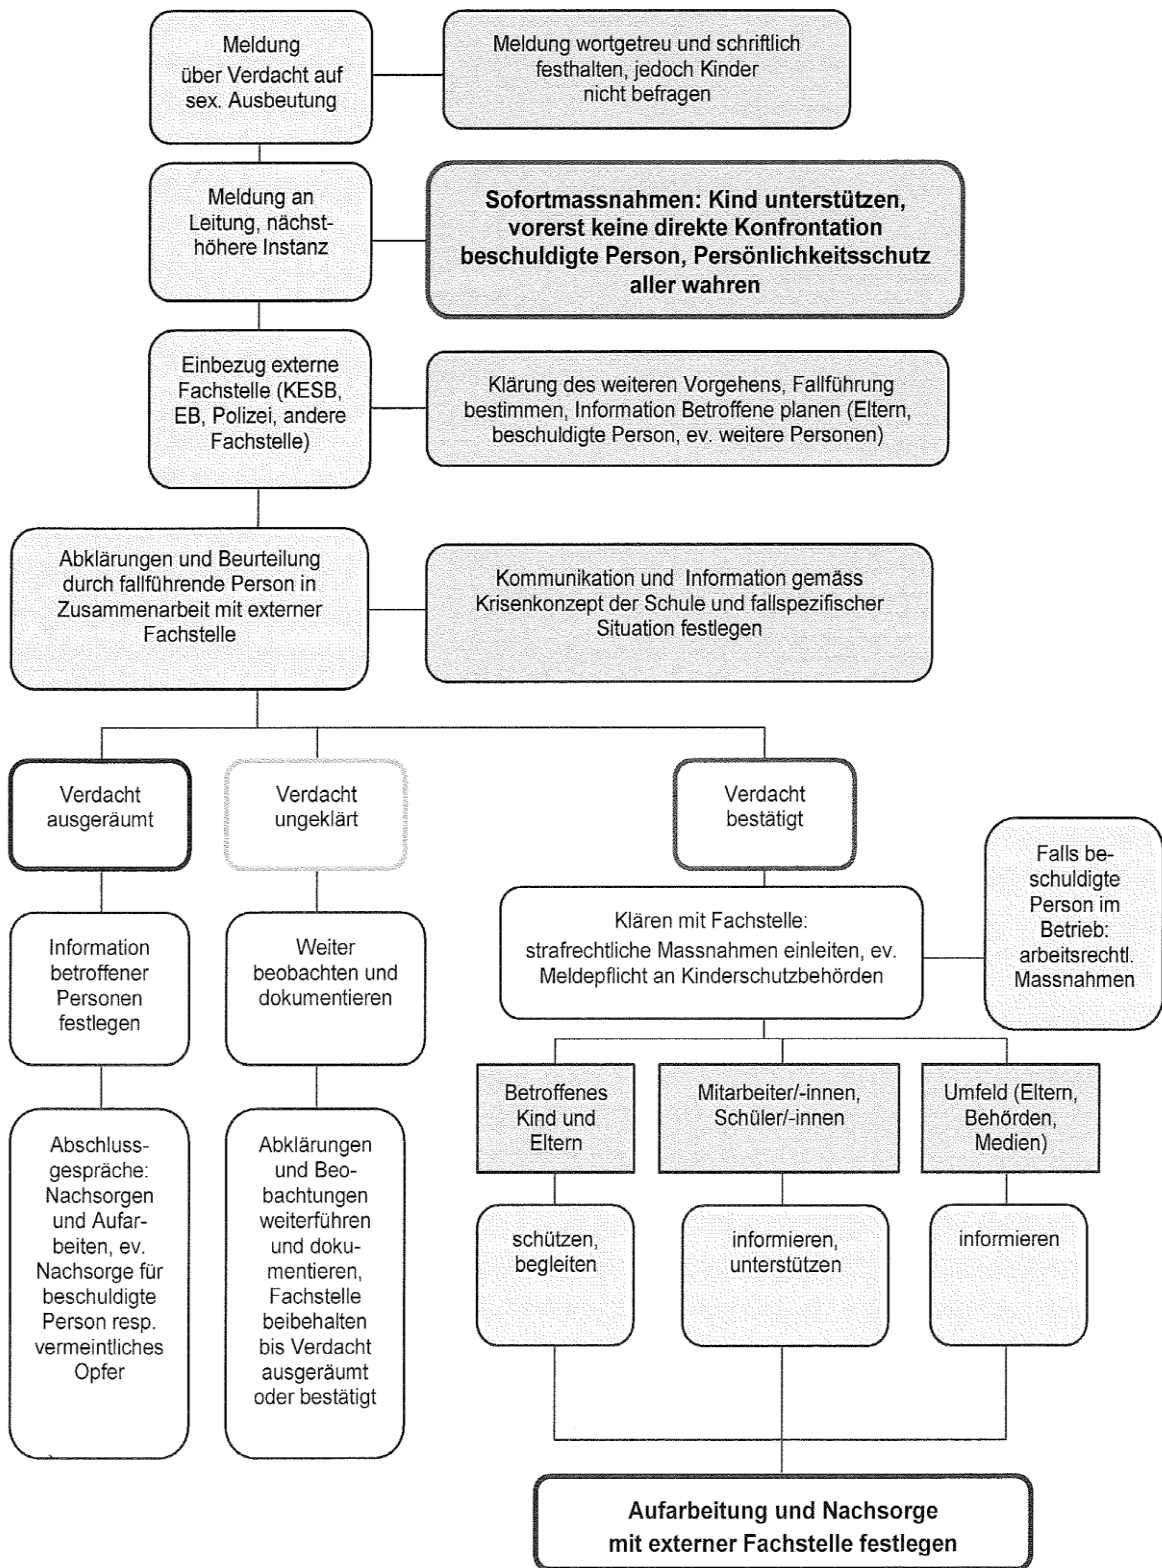 Meldung
über Verdacht auf
sex. Ausbeutung
Meldung wortgetreu und schriftlich
festhalten, jedoch Kinder
nicht befragen
Meldung an
Leitung, nächst-
höhere Instanz
Sofortmassnahmen: Kind unterstützen,
vorerst keine direkte Konfrontation
beschuldigte Person, Persönlichkeitsschutz
aller wahren
Einbezug externe
Fachstelle (KESB,
EB, Polizei, andere
Fachstelle)
Klärung des weiteren Vorgehens, Fallführung
bestimmen, Information Betroffene planen (Eltern,
beschuldigte Person, ev. weitere Personen)
Abklärungen und Beurteilung
durch fallführende Person in
Zusammenarbeit mit externer
Fachstelle
Kommunikation und Information gemäss
Krisenkonzept der Schule und fallspezifischer
Situation festlegen
Verdacht
ausgeräumt
Verdacht
ungeklärt
Verdacht
bestätigt
Falls be-
schuldigte
Person im
Betrieb:
arbeitsrechtl.
Massnahmen
Information
betroffener
Personen
festlegen
Weiter
beobachten und
dokumentieren
Klären mit Fachstelle:
strafrechtliche Massnahmen einleiten, ev.
Meldepflicht an Kinderschutzbehörden
Betroffenes
Kind und
Eltern
Mitarbeiter/-innen,
Schüler/-innen
Umfeld (Eltern,
Behörden,
Medien)
Abschluss-
gespräche:
Nachsorgen
und Aufar-
beiten, ev.
Nachsorge für
beschuldigte
Person resp.
vermeintliches
Opfer
Abklärungen
und Beo-
bachtungen
weiterführen
und doku-
mentieren,
Fachstelle
beibehalten
bis Verdacht
ausgeräumt
oder bestätigt
schützen,
begleiten
informieren,
unterstützen
informieren
Aufarbeitung und Nachsorge
mit externer Fachstelle festlegen